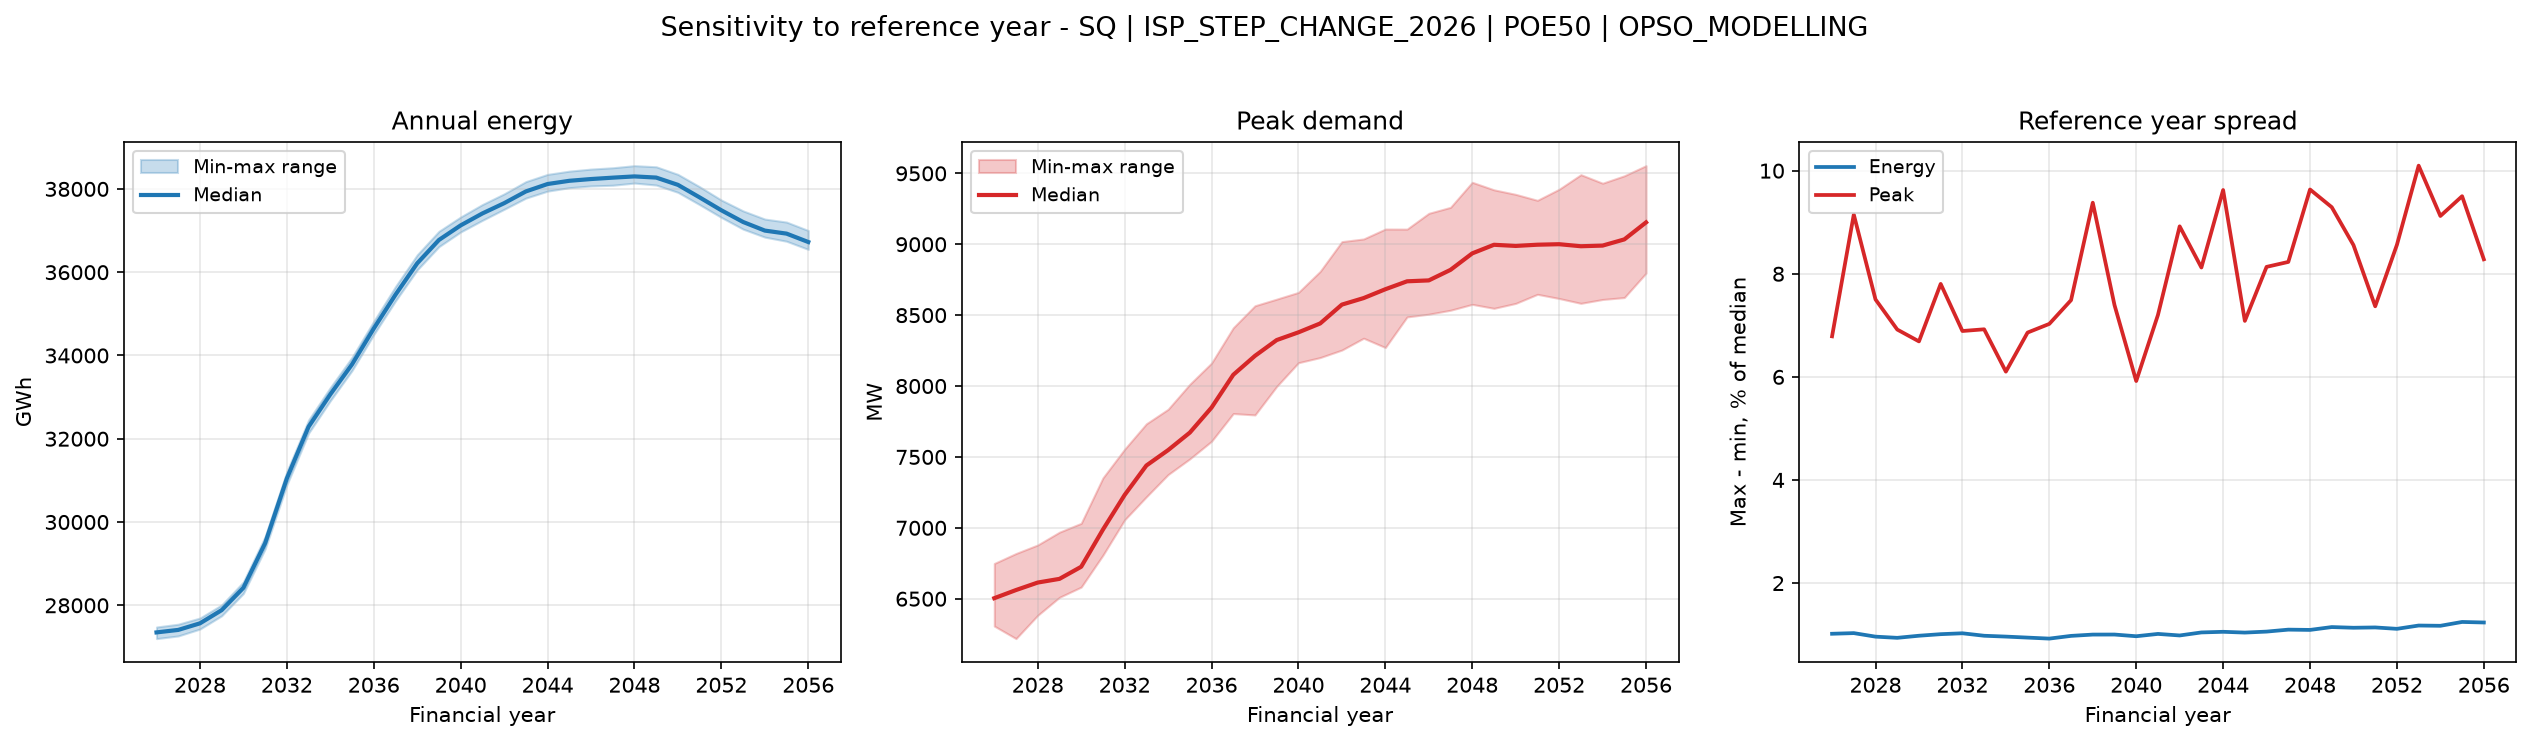 Sensitivity to reference year - SQ | ISP_STEP_CHANGE_2026 | POE50 | OPSO_MODELLING
Annual energy
Min-max range
Median
GWh
38000
36000
34000
32000
30000
28000
2028 2032 2036 2040 2044 2048 2052 2056
Financial year
Peak demand
Min-max range
Median
MW
9500
9000
8500
8000
7500
7000
6500
2028 2032 2036 2040 2044 2048 2052 2056
Financial year
Reference year spread
Energy
Peak
Max - min, % of median
10
8
6
4
2
2028 2032 2036 2040 2044 2048 2052 2056
Financial year